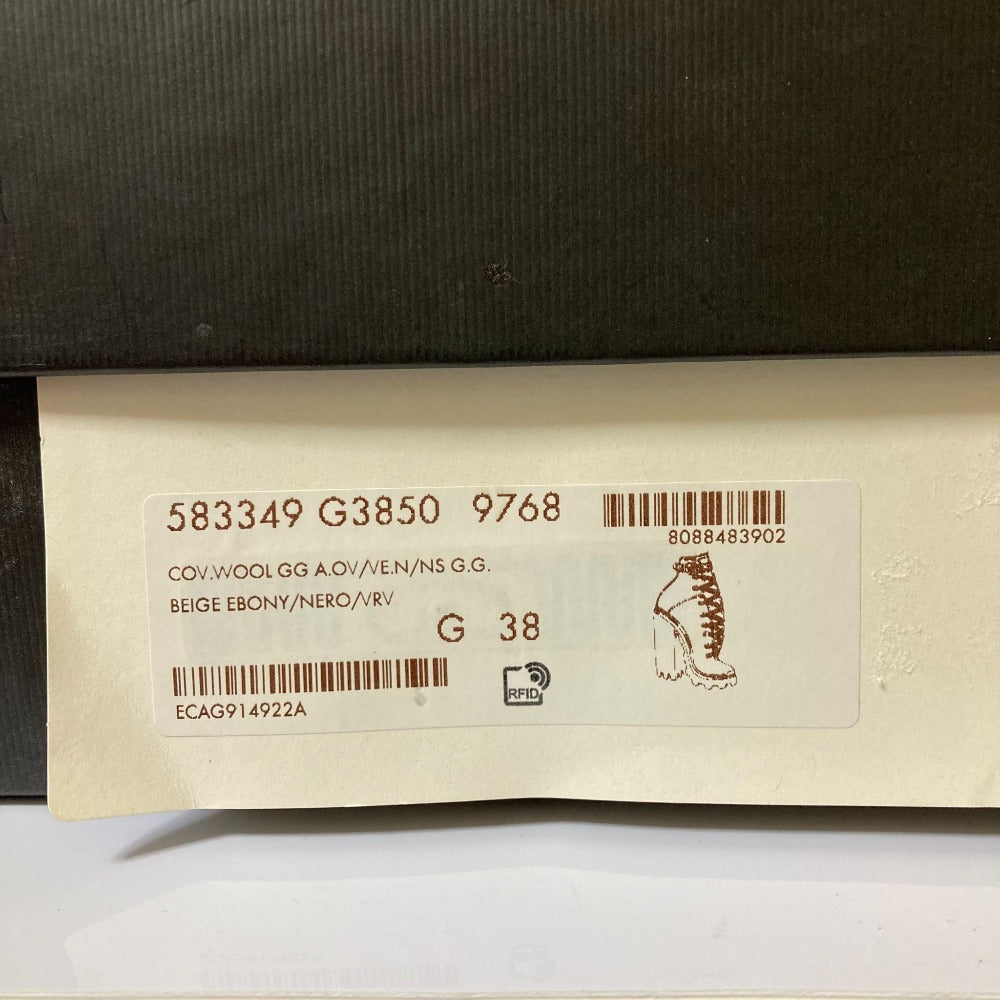 583349 G3850 9768
8088483902
COV.WOOL GG A.OV/VE.N/NS G.G.
BEIGE EBONY/NERO/VRV
G 38
RFID
ECAG914922A